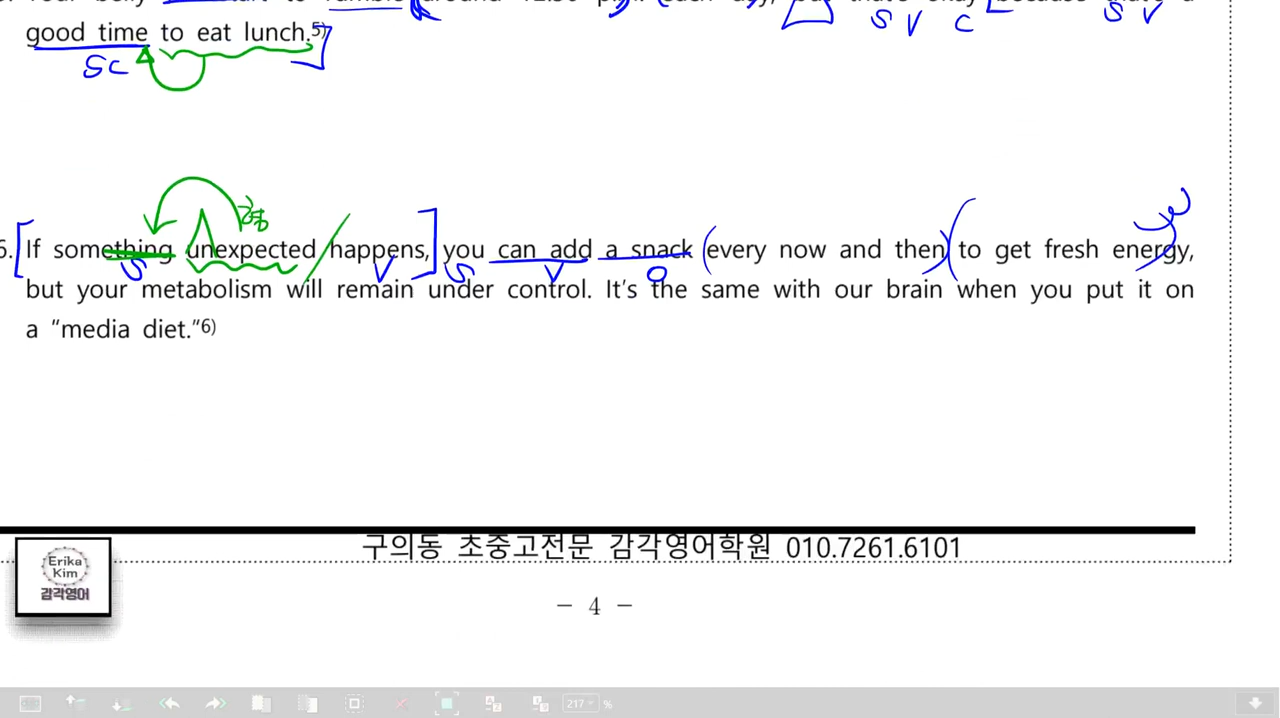 good time to eat lunch.5)
SC
6. If something unexpected happens, you can add a snack every now and then to get fresh energy,
S V S V O
but your metabolism will remain under control. It's the same with our brain when you put it on
a "media diet."6)
구의동 초중고전문 감각영어학원 010.7261.6101
Erika
Kim
감각영어
- 4 -
217 %